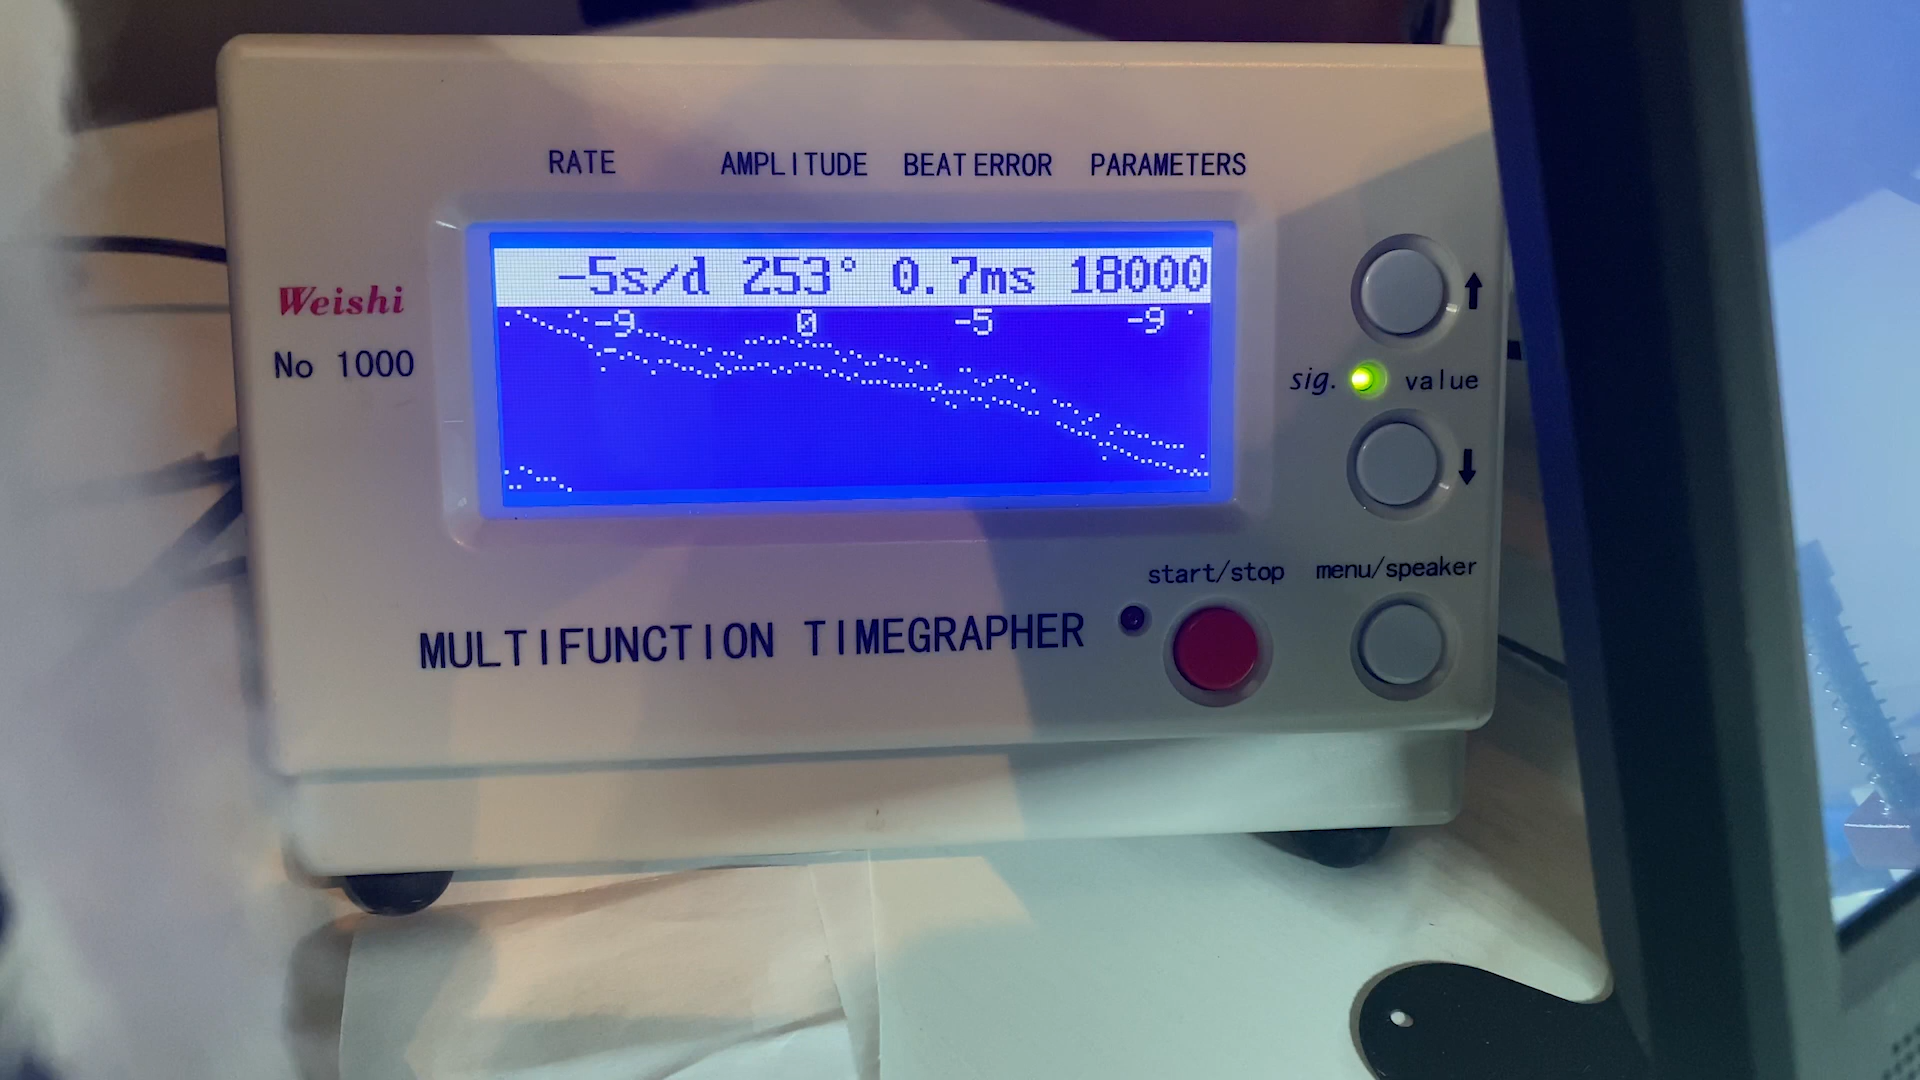 RATE AMPLITUDE BEAT ERROR PARAMETERS
-5s/d 253° 0.7ms 18000
-9 0 -5 -9
Weishi
No 1000
sig. value
start/stop menu/speaker
MULTIFUNCTION TIMEGRAPHER